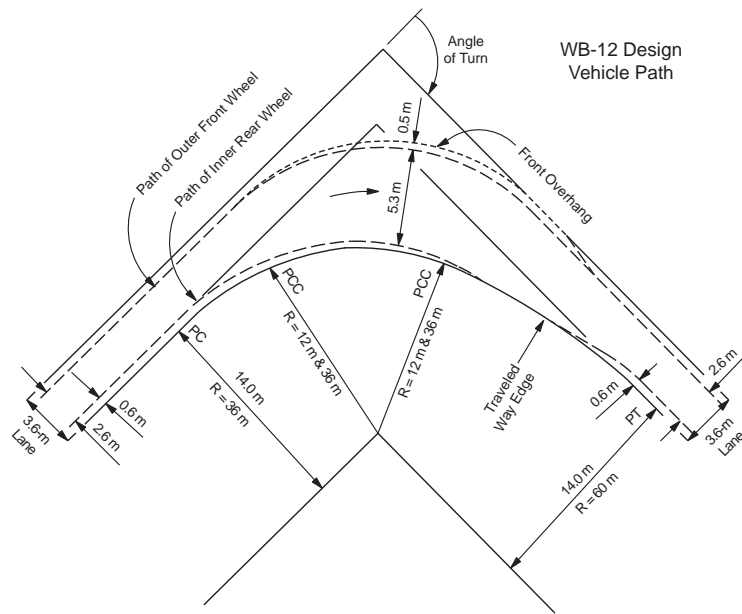 WB-12 Design
Vehicle Path
Angle
of Turn
Path of Outer Front Wheel
Path of Inner Rear Wheel
0.5 m
Front Overhang
5.3 m
PCC
PCC
PC
R = 12 m & 36 m
R = 12 m & 36 m
14.0 m
R = 36 m
Traveled
Way Edge
0.6 m
2.6 m
3.6-m
Lane
0.6 m
2.6 m
3.6-m
Lane
PT
14.0 m
R = 60 m